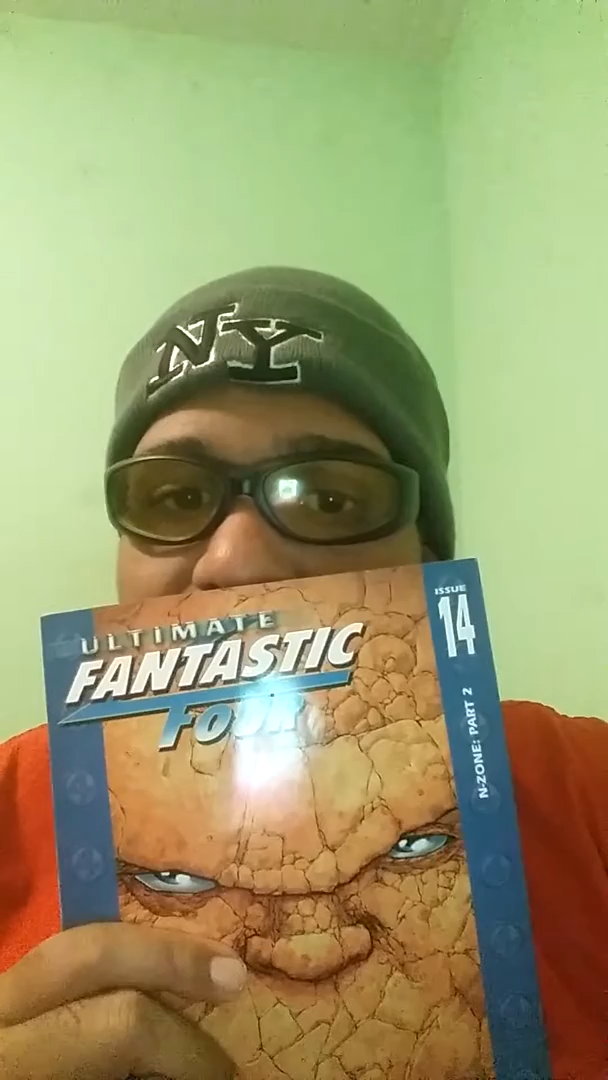 NY
ULTIMATE
FANTASTIC
FOUR
ISSUE
14
N-ZONE: PART 2